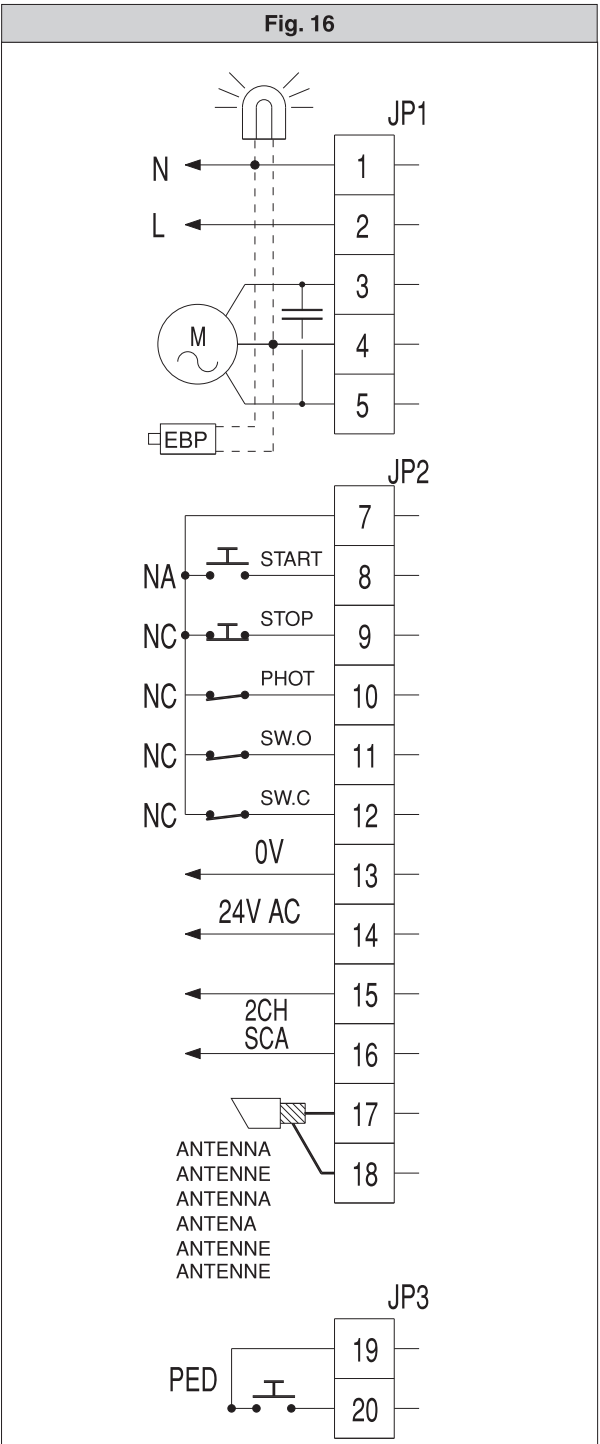 Fig. 16
JP1
N 1
L 2
3
M 4
5
EBP
JP2
7
NA START 8
NC STOP 9
NC PHOT 10
NC SW.O 11
NC SW.C 12
0V 13
24V AC 14
15
2CH
SCA 16
17
ANTENNA
ANTENNE 18
ANTENNA
ANTENA
ANTENNE
ANTENNE
JP3
19
PED
20